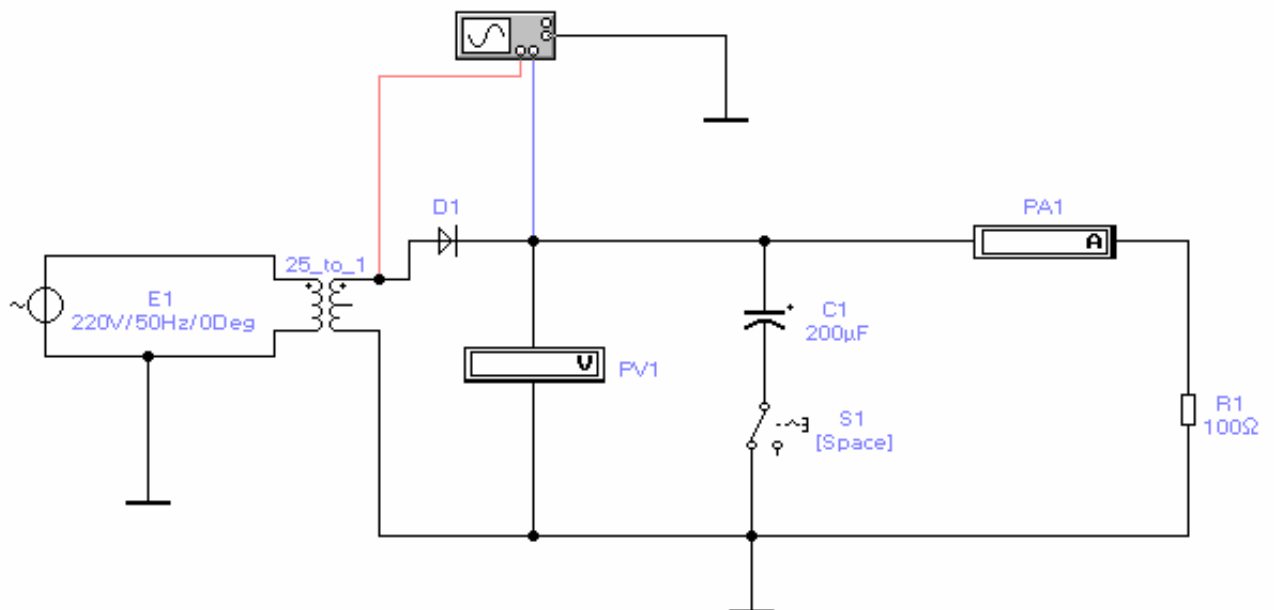 D1
PA1
A
25_to_1
E1
220V/50Hz/0Deg
C1
200µF
V
PV1
S1
[Space]
R1
100Ω